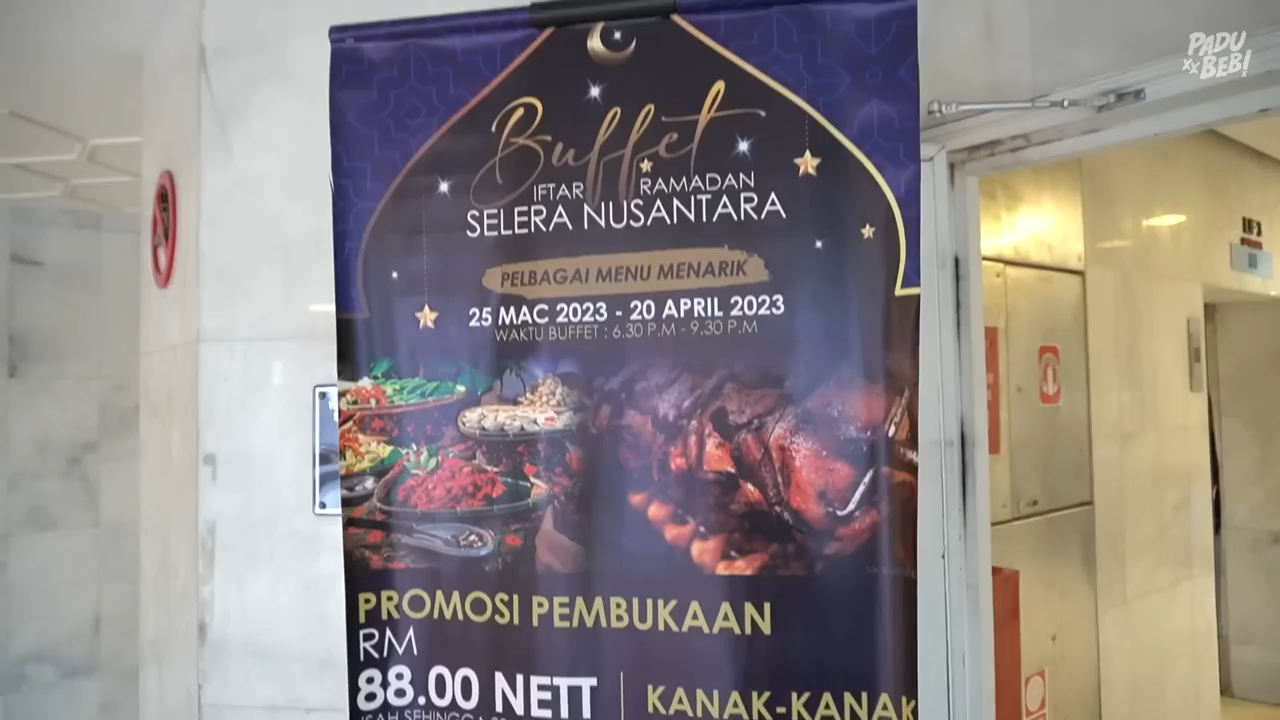 PADU
BEB!
Buffet
IFTAR RAMADAN
SELERA NUSANTARA
PELBAGAI MENU MENARIK
25 MAC 2023 - 20 APRIL 2023
WAKTU BUFFET : 6.30 P.M - 9.30 P.M
PROMOSI PEMBUKAAN
RM
88.00 NETT
KANAK-KANAK